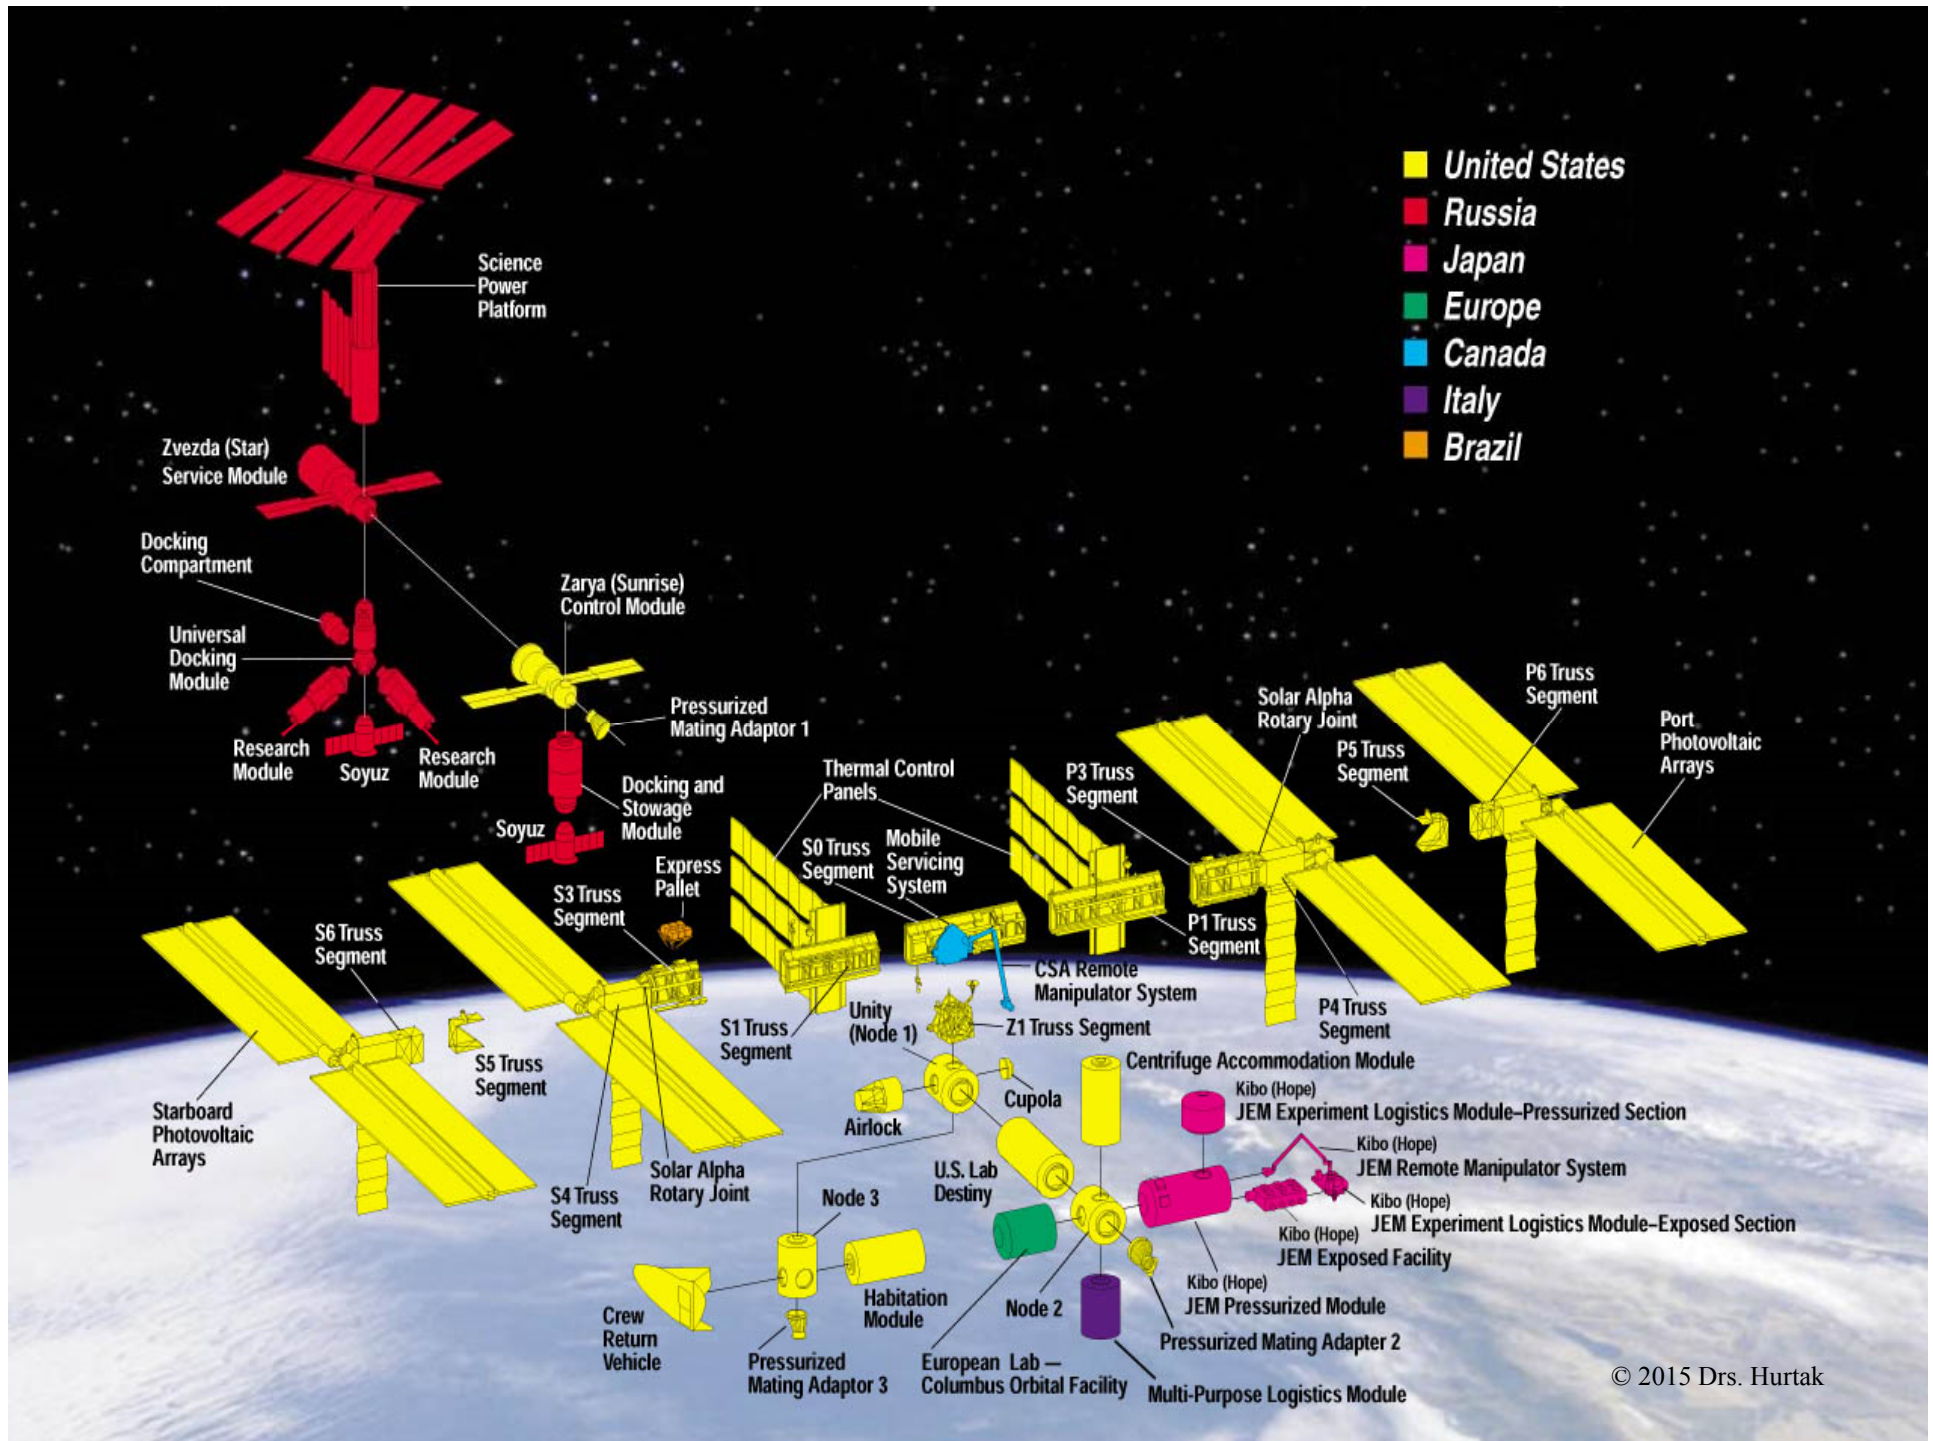 United States
Russia
Japan
Europe
Canada
Italy
Brazil
Science
Power
Platform
Zvezda (Star)
Service Module
Docking
Compartment
Universal
Docking
Module
Research
Module
Soyuz
Research
Module
Zarya (Sunrise)
Control Module
Pressurized
Mating Adaptor 1
Docking and
Stowage
Module
Soyuz
Express
Pallet
Thermal Control
Panels
S0 Truss
Segment
Mobile
Servicing
System
P3 Truss
Segment
Solar Alpha
Rotary Joint
P5 Truss
Segment
P6 Truss
Segment
Port
Photovoltaic
Arrays
S3 Truss
Segment
S6 Truss
Segment
P1 Truss
Segment
CSA Remote
Manipulator System
P4 Truss
Segment
Z1 Truss Segment
Unity
(Node 1)
S1 Truss
Segment
S5 Truss
Segment
Starboard
Photovoltaic
Arrays
Centrifuge Accommodation Module
Cupola
Airlock
Kibo (Hope)
JEM Experiment Logistics Module–Pressurized Section
Kibo (Hope)
JEM Remote Manipulator System
Kibo (Hope)
JEM Experiment Logistics Module–Exposed Section
Kibo (Hope)
JEM Exposed Facility
Kibo (Hope)
JEM Pressurized Module
U.S. Lab
Destiny
Solar Alpha
Rotary Joint
S4 Truss
Segment
Node 3
Habitation
Module
Node 2
Crew
Return
Vehicle
Pressurized
Mating Adaptor 3
European Lab —
Columbus Orbital Facility
Pressurized Mating Adapter 2
Multi-Purpose Logistics Module
© 2015 Drs. Hurtak